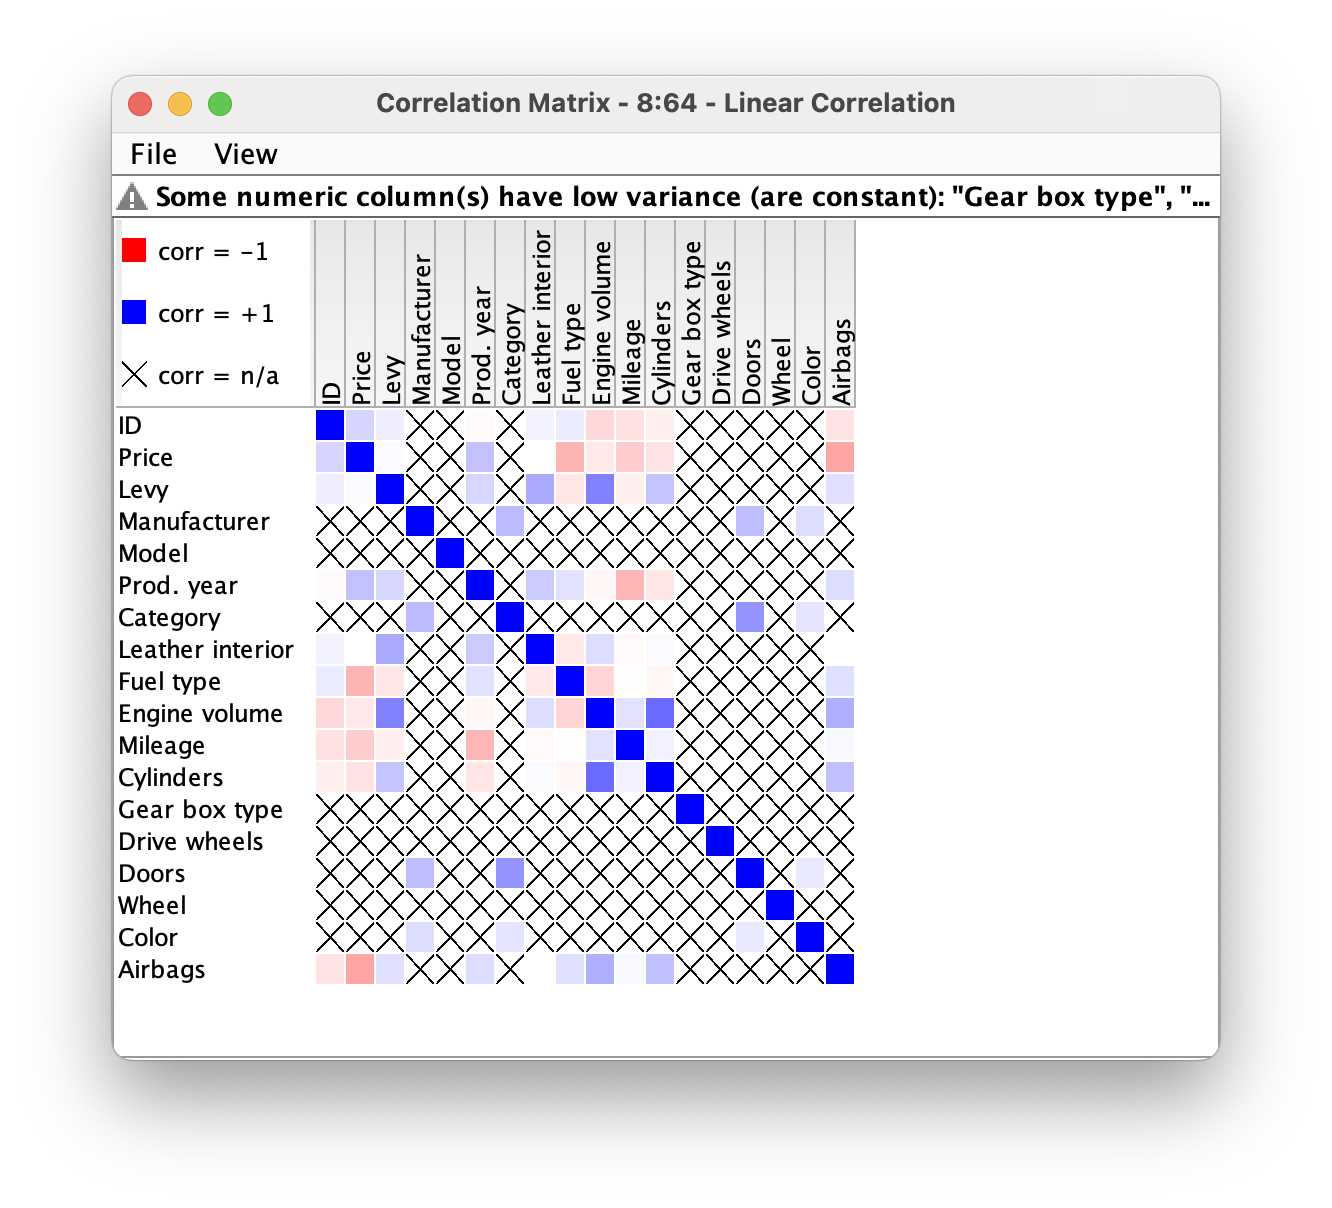 Correlation Matrix - 8:64 - Linear Correlation
File View
Some numeric column(s) have low variance (are constant): "Gear box type", "...
corr = -1
corr = +1
corr = n/a
ID Price Levy Manufacturer Model Prod. year Category Leather interior Fuel type Engine volume Mileage Cylinders Gear box type Drive wheels Doors Wheel Color Airbags
ID
Price
Levy
Manufacturer
Model
Prod. year
Category
Leather interior
Fuel type
Engine volume
Mileage
Cylinders
Gear box type
Drive wheels
Doors
Wheel
Color
Airbags